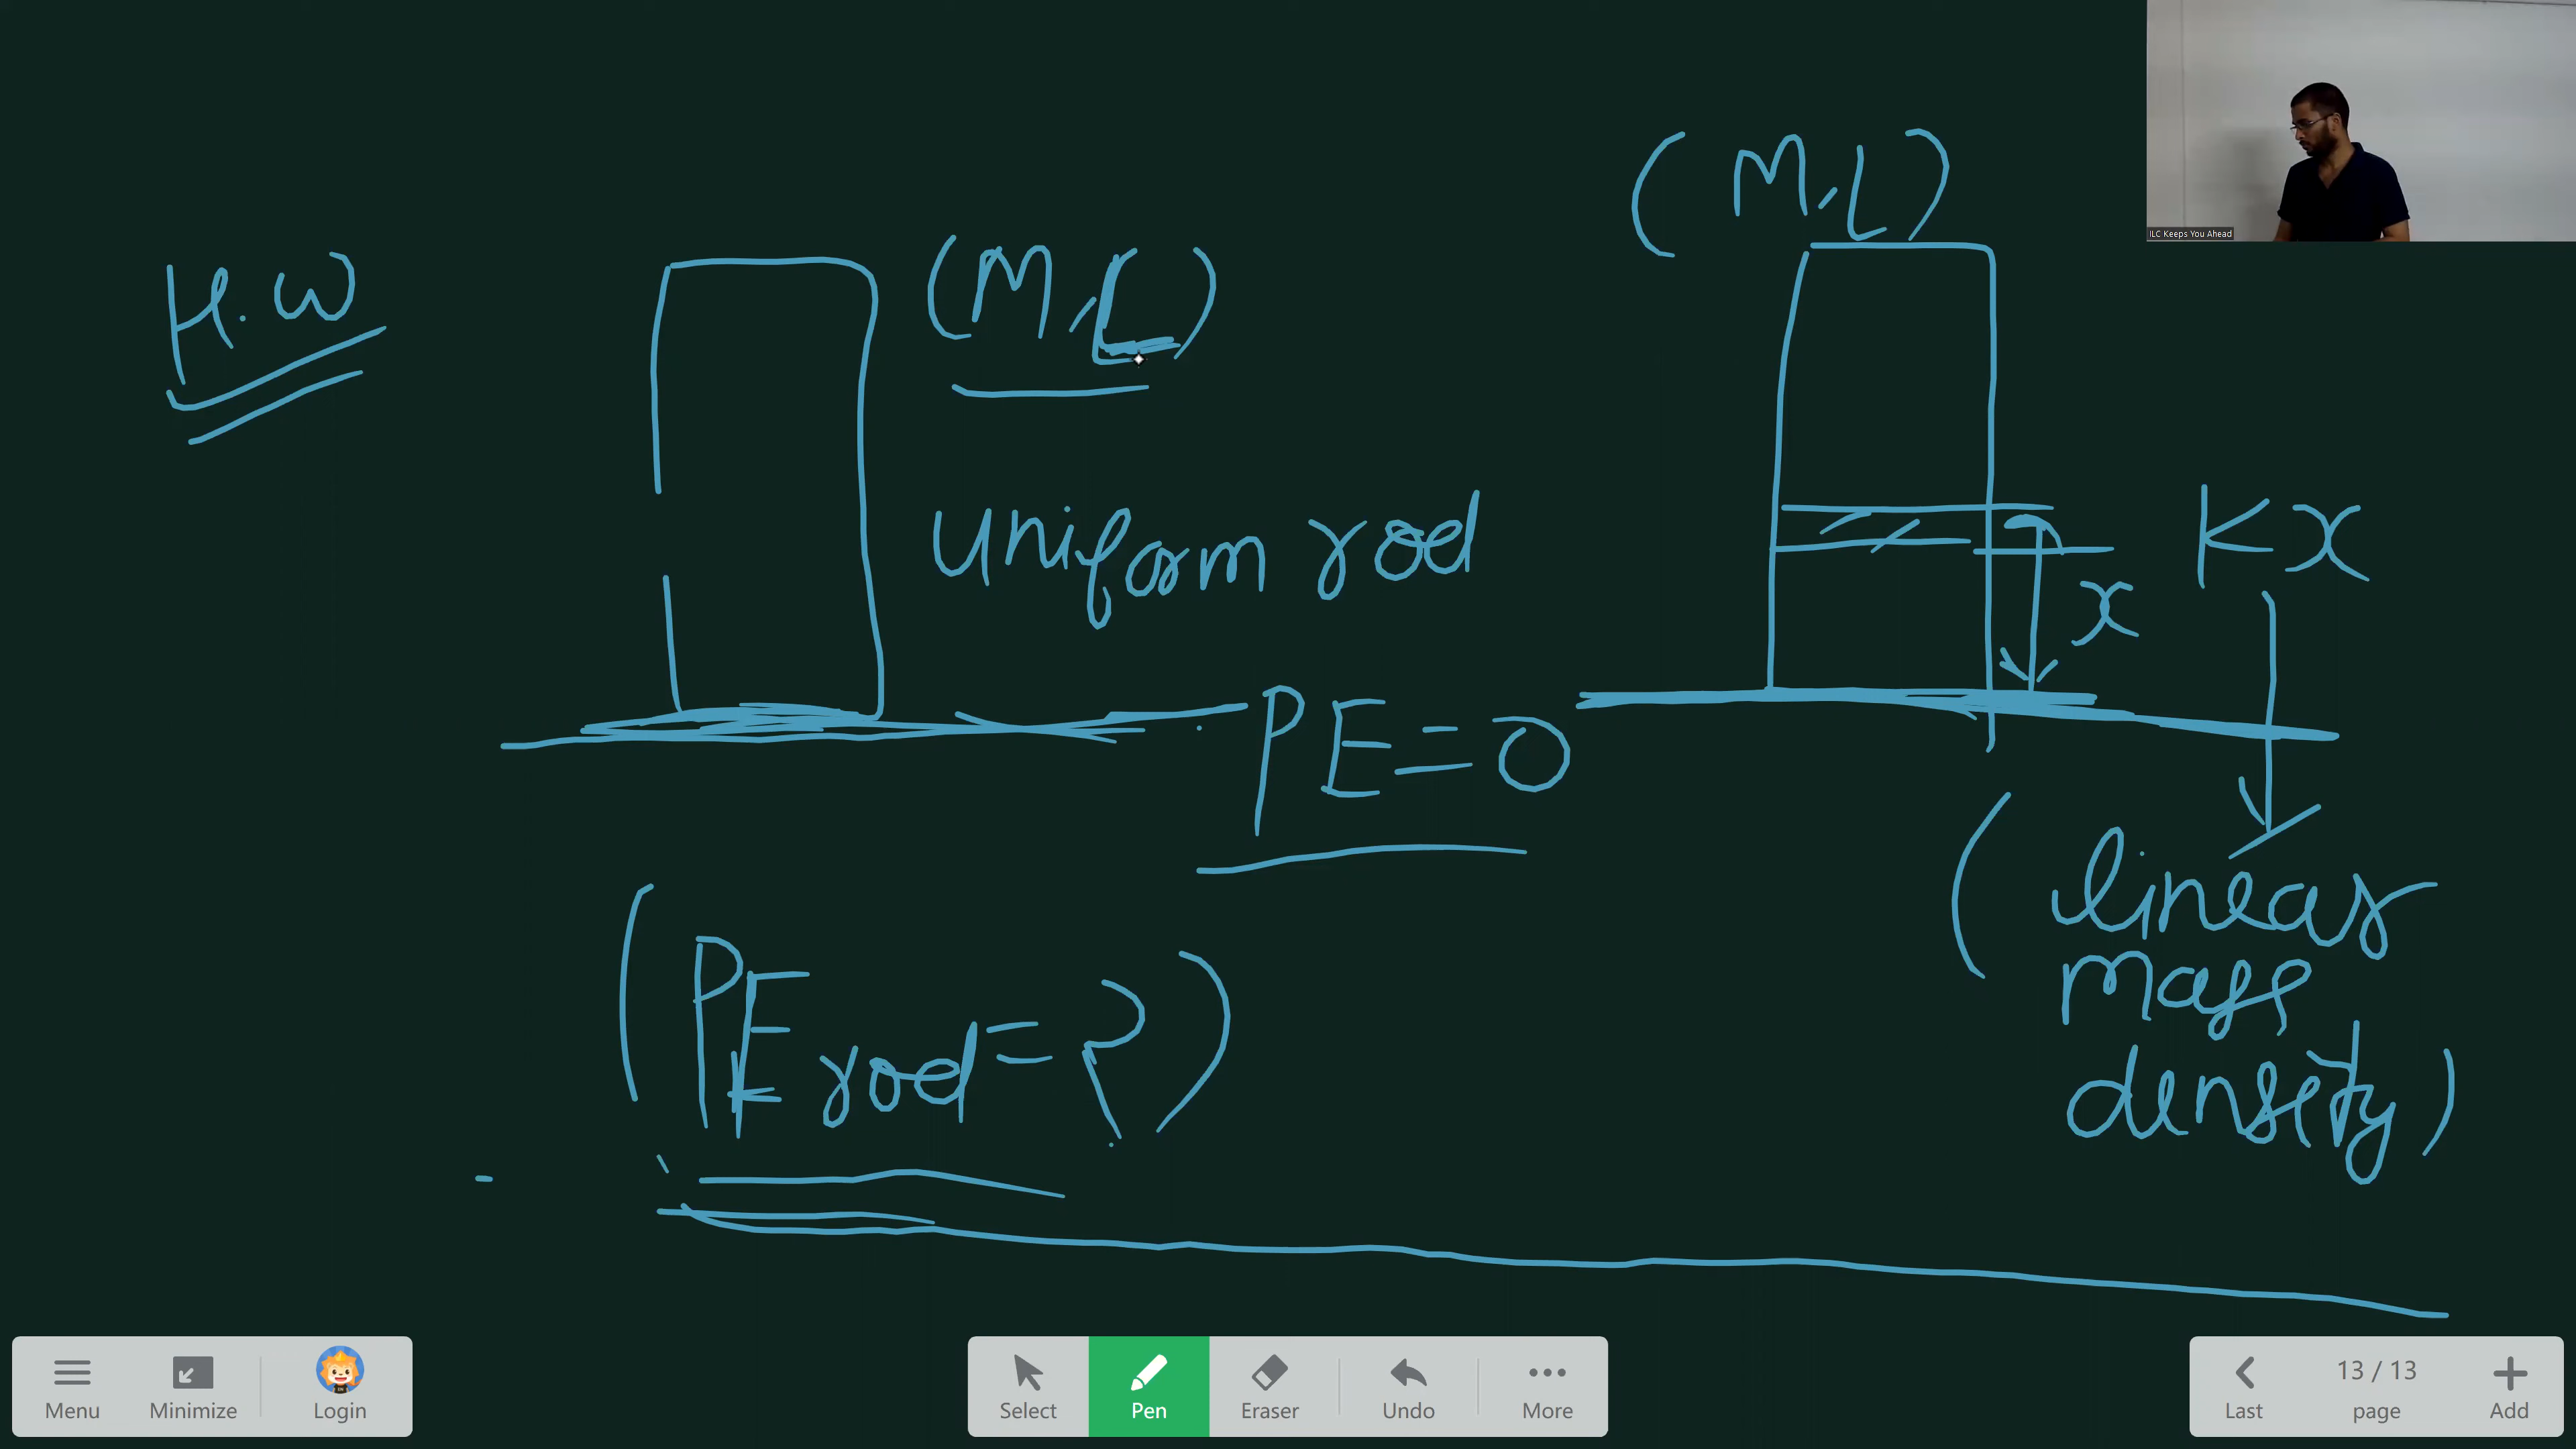 ILC Keeps You Ahead
H.W
(M,L)
(M,L)
uniform rod
Kx
x
PE=0
(linear
mass
density)
(PE rod=?)
Menu
Minimize
Login
Select
Pen
Eraser
Undo
More
Last
13 / 13
page
Add